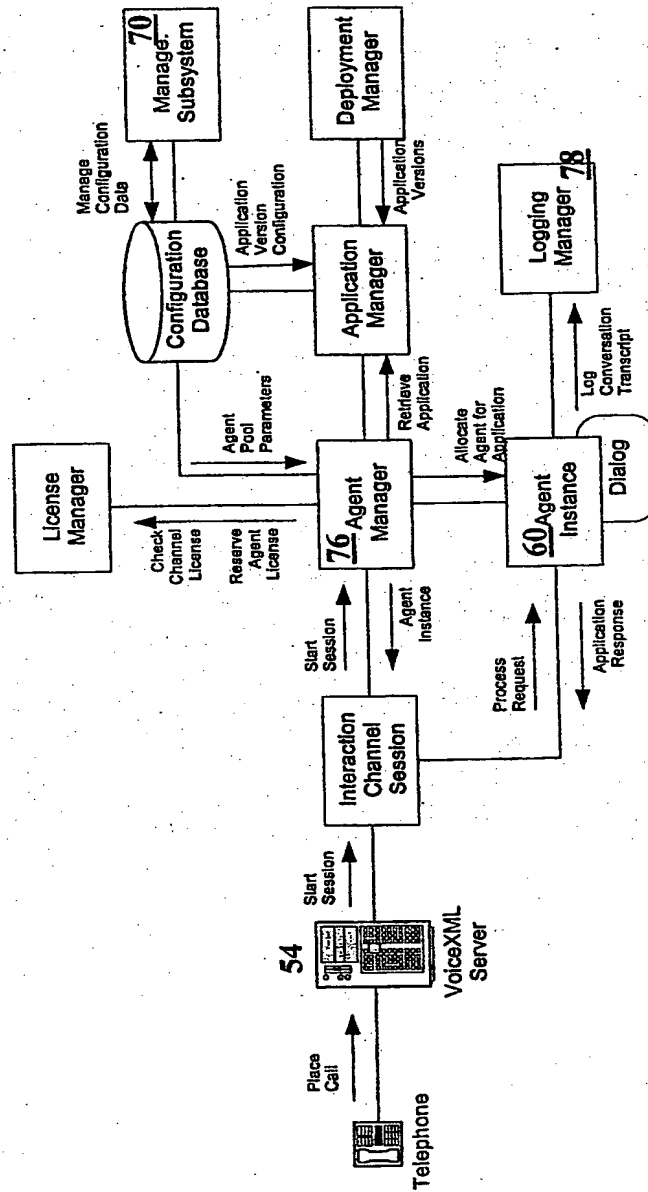 70
Manage.
Subsystem
Deployment
Manager
Manage
Configuration
Data
Application
Version
Configuration
Application
Versions
Configuration
Database
Application
Manager
Logging
Manager
78
License
Manager
Agent
Pool
Parameters
Retrieve
Application
Log
Conversation
Transcript
Check
Channel
License
Reserve
Agent
License
76 Agent
Manager
Allocate
Agent for
Application
60 Agent
Instance
Dialog
Start
Session
Agent
Instance
Process
Request
Application
Response
Interaction
Channel
Session
Start
Session
54
VoiceXML
Server
Place
Call
Telephone